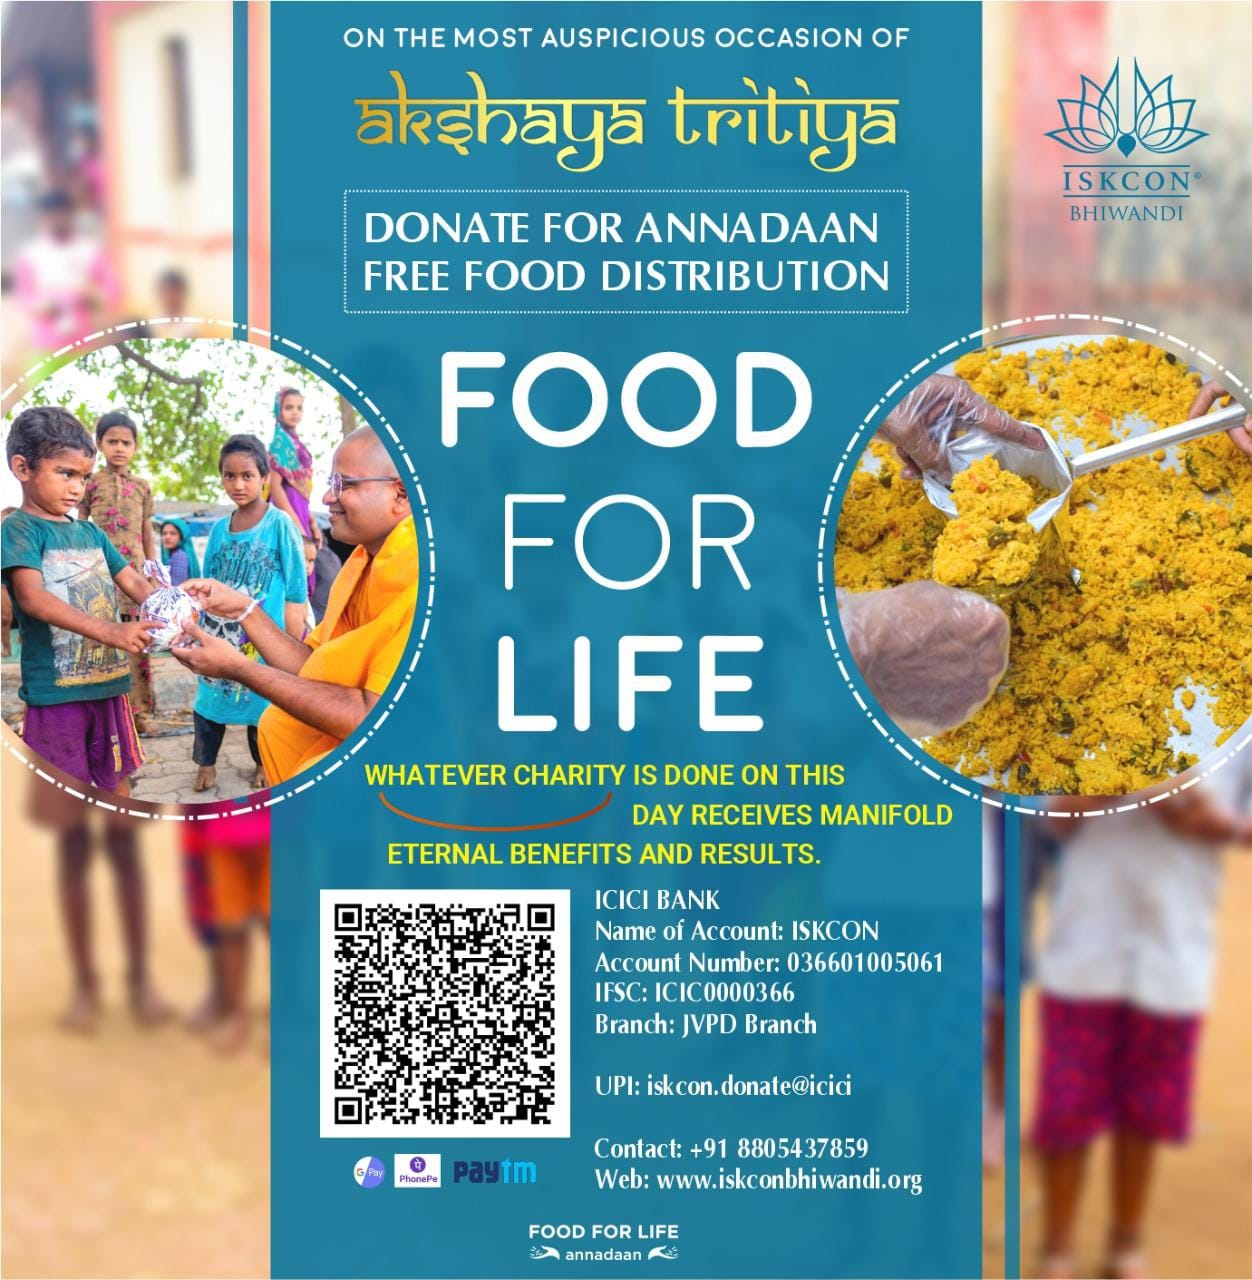 ON THE MOST AUSPICIOUS OCCASION OF
akshaya tritiya
ISKCON®
BHIWANDI
DONATE FOR ANNADAAN
FREE FOOD DISTRIBUTION
FOOD
FOR
LIFE
WHATEVER CHARITY IS DONE ON THIS
DAY RECEIVES MANIFOLD
ETERNAL BENEFITS AND RESULTS.
ICICI BANK
Name of Account: ISKCON
Account Number: 036601005061
IFSC: ICIC0000366
Branch: JVPD Branch
UPI: iskcon.donate@icici
Contact: +91 8805437859
Web: www.iskconbhiwandi.org
G Pay
पे
PhonePe
paytm
FOOD FOR LIFE
annadaan